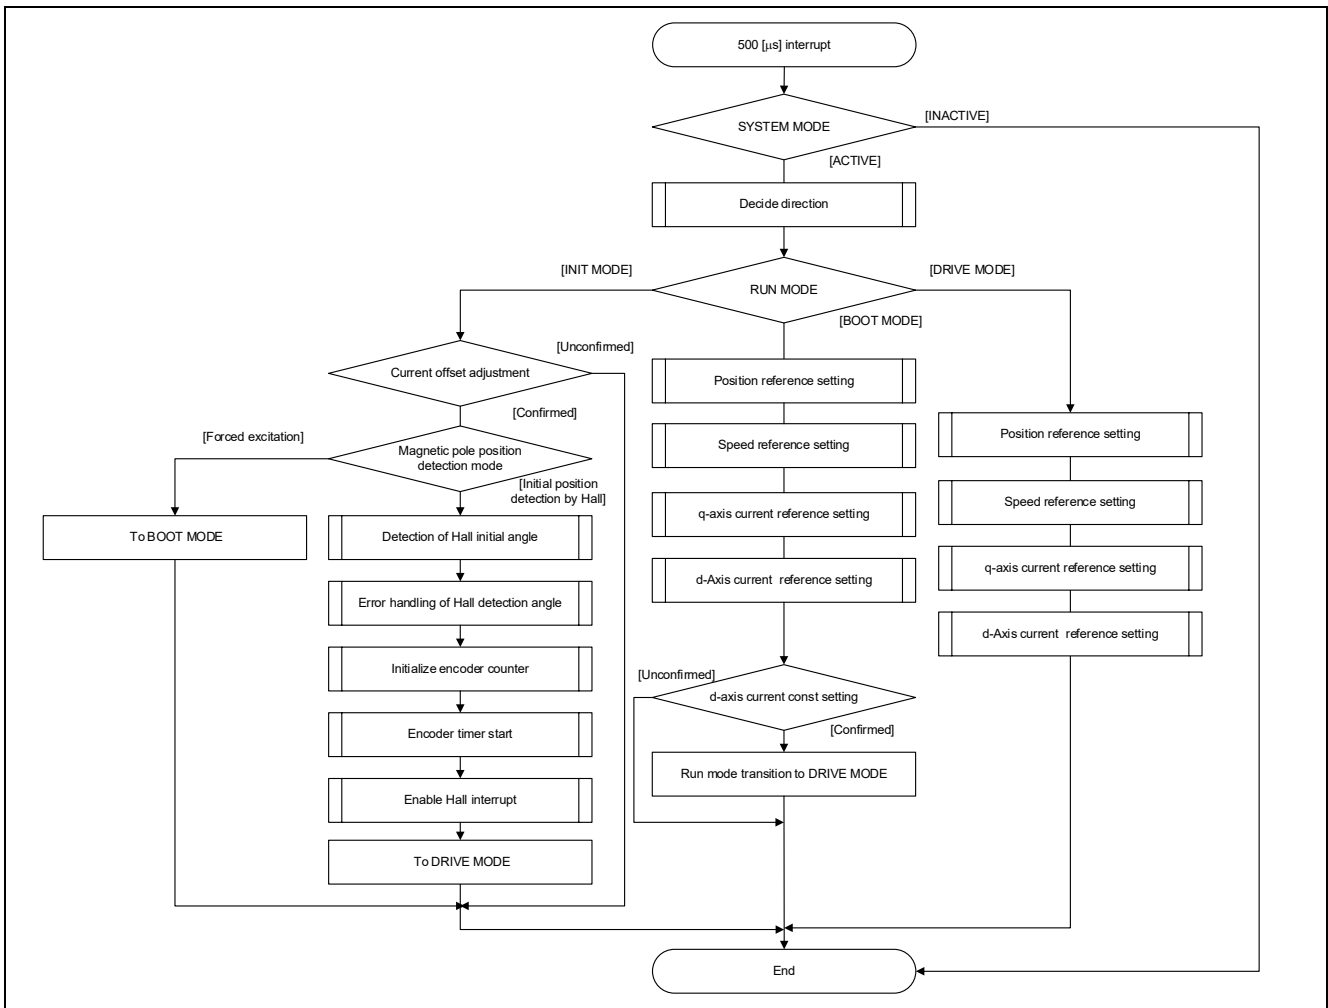 500 [μs] interrupt
SYSTEM MODE
[INACTIVE]
[ACTIVE]
Decide direction
[INIT MODE]
RUN MODE
[DRIVE MODE]
[BOOT MODE]
Current offset adjustment
[Unconfirmed]
[Confirmed]
[Forced excitation]
Magnetic pole position
detection mode
[Initial position
detection by Hall]
To BOOT MODE
Detection of Hall initial angle
Error handling of Hall detection angle
Initialize encoder counter
Encoder timer start
Enable Hall interrupt
To DRIVE MODE
Position reference setting
Speed reference setting
q-axis current reference setting
d-Axis current  reference setting
[Unconfirmed]
d-axis current const setting
[Confirmed]
Run mode transition to DRIVE MODE
Position reference setting
Speed reference setting
q-axis current reference setting
d-Axis current  reference setting
End